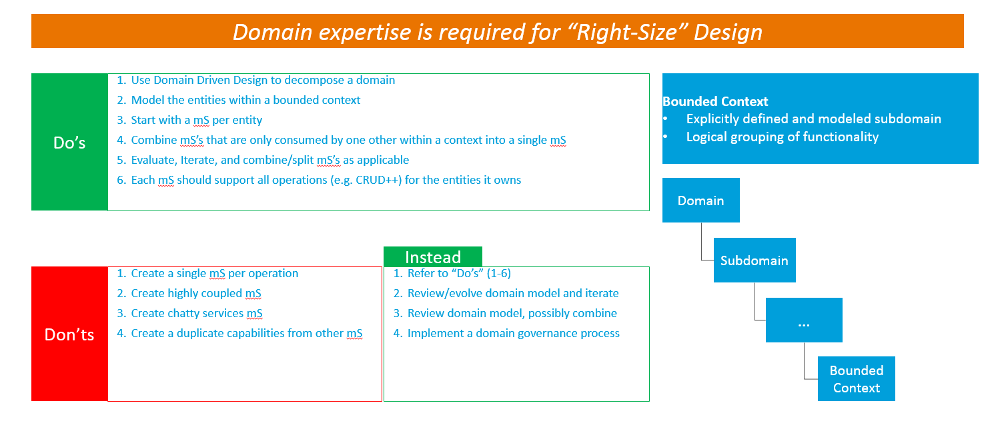 Domain expertise is required for “Right-Size” Design
Do’s
1. Use Domain Driven Design to decompose a domain
2. Model the entities within a bounded context
3. Start with a mS per entity
4. Combine mS’s that are only consumed by one other within a context into a single mS
5. Evaluate, Iterate, and combine/split mS’s as applicable
6. Each mS should support all operations (e.g. CRUD++) for the entities it owns
Bounded Context
• Explicitly defined and modeled subdomain
• Logical grouping of functionality
Domain
Subdomain
...
Bounded
Context
Don’ts
1. Create a single mS per operation
2. Create highly coupled mS
3. Create chatty services mS
4. Create a duplicate capabilities from other mS
Instead
1. Refer to “Do’s” (1-6)
2. Review/evolve domain model and iterate
3. Review domain model, possibly combine
4. Implement a domain governance process